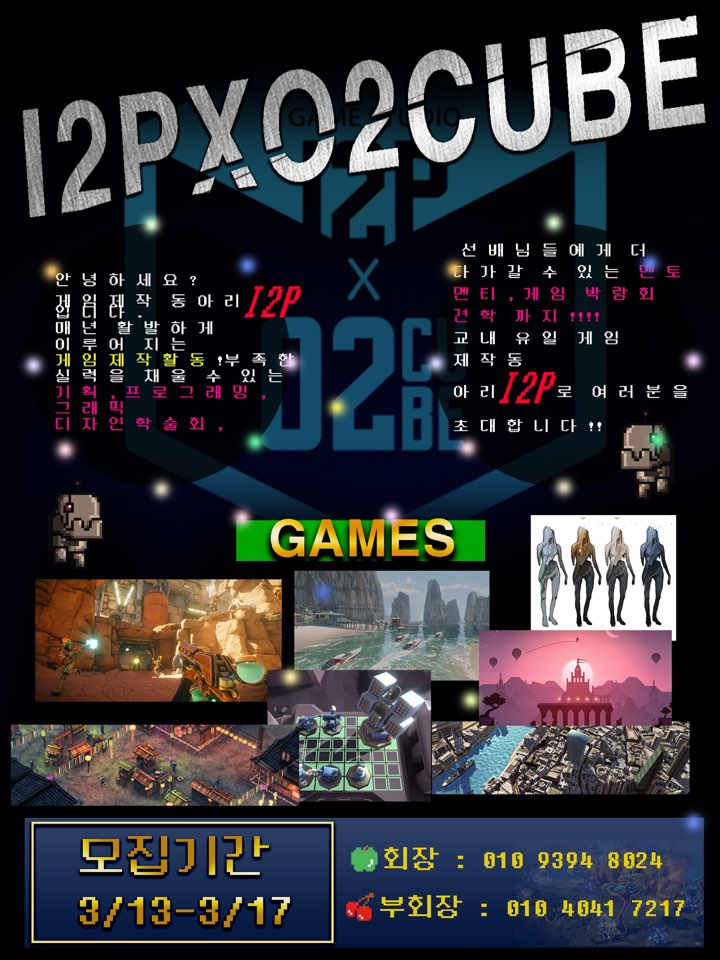 I2PXO2CUBE
GAME STUDIO
I2P
X
O2CUBE
안녕하세요?
게임제작 동아리 I2P
입니다.
매년 활발하게
이루어 지는
게임제작활동!부족한
실력을 채울 수 있는
기획,프로그래밍,
그래픽
디자인학술회,
선배님들에게 더
다가갈 수 있는 멘토
멘티,게임 박람회
견학 까지!!!!
교내 유일 게임
제작동
아리I2P로 여러분을
초대합니다!!
GAMES
모집기간
3/13-3/17
회장 : 010 9394 8024
부회장 : 010 4041 7217